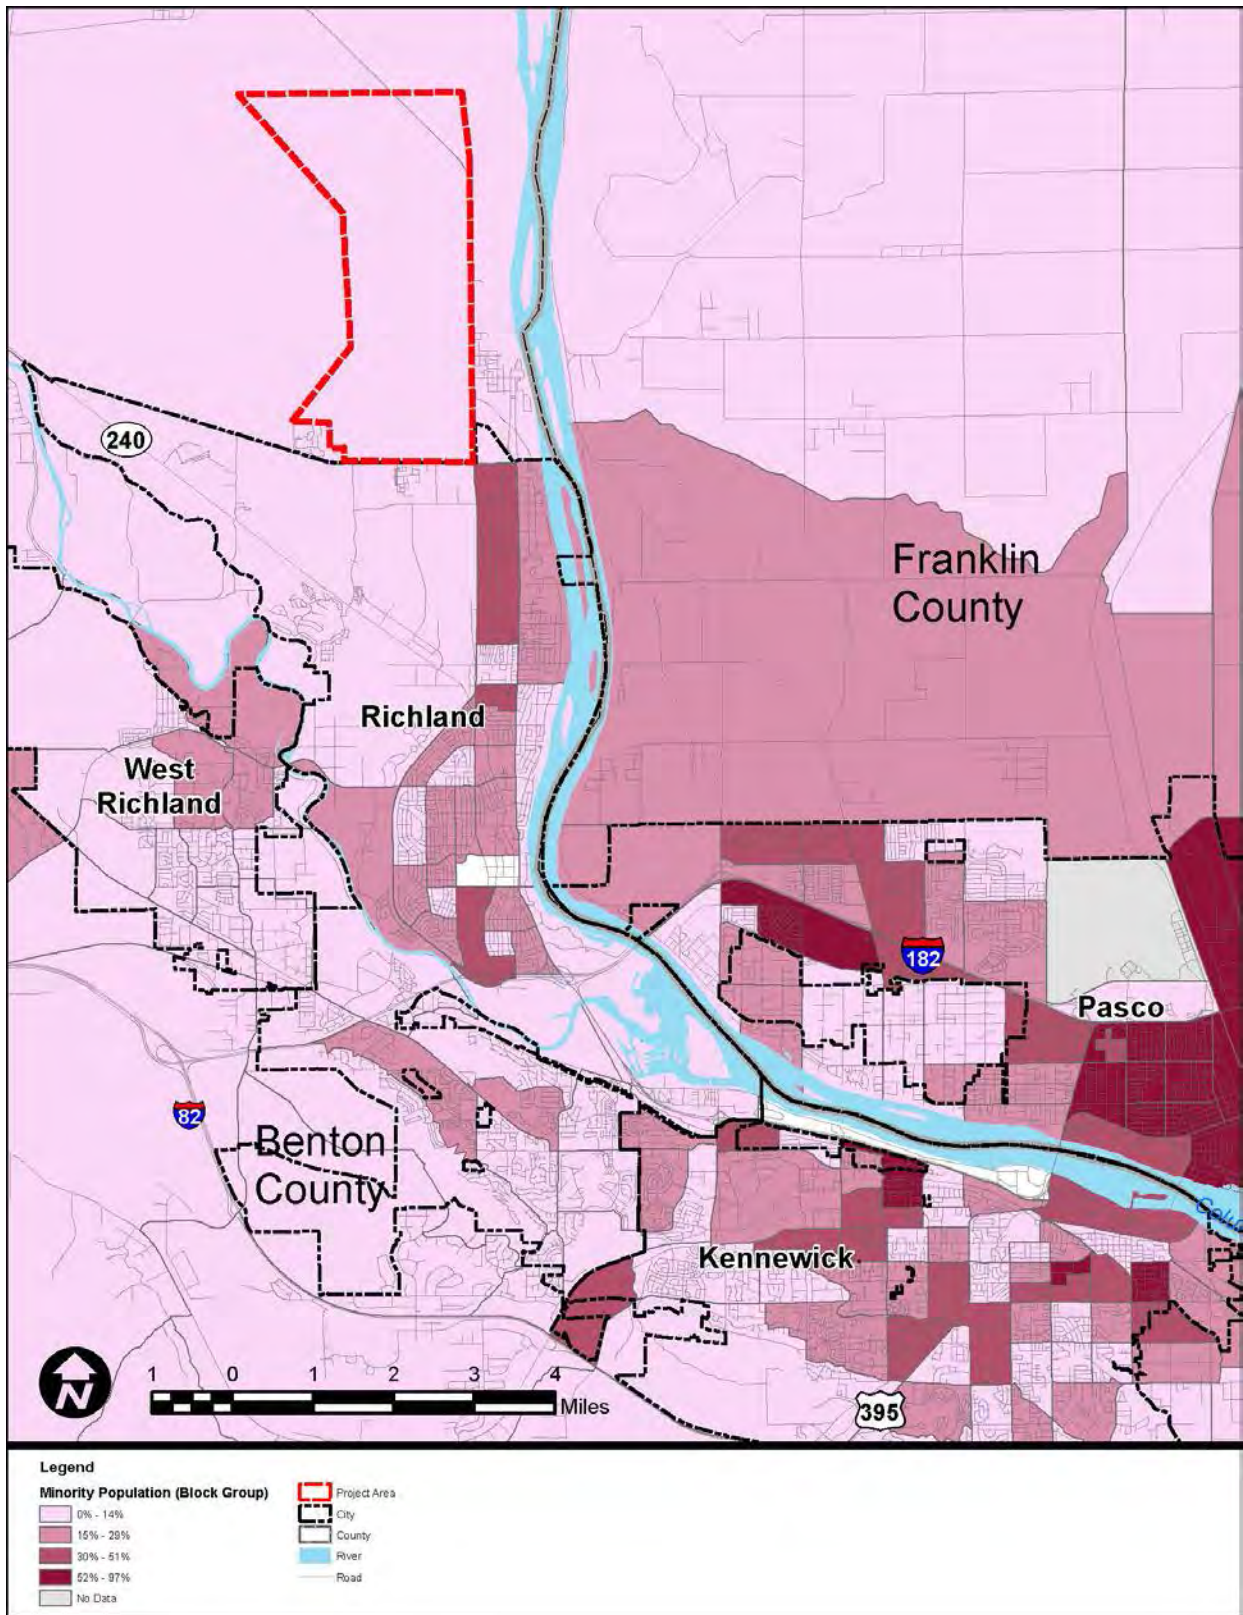 240
Franklin
County
Richland
West
Richland
182
Pasco
82
Benton
County
Kennewick
395
N
1 0 1 2 3 4
Miles
Legend
Minority Population (Block Group)
0% - 14%
15% - 29%
30% - 51%
52% - 97%
No Data
Project Area
City
County
River
Road